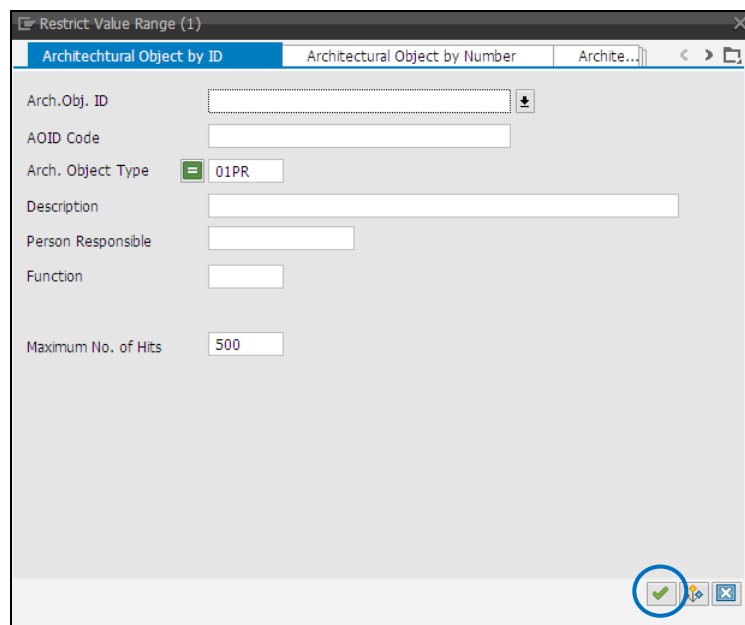 Restrict Value Range (1)
Architechtural Object by ID Architectural Object by Number Archite...
Arch.Obj. ID
AOID Code
Arch. Object Type = 01PR
Description
Person Responsible
Function
Maximum No. of Hits 500